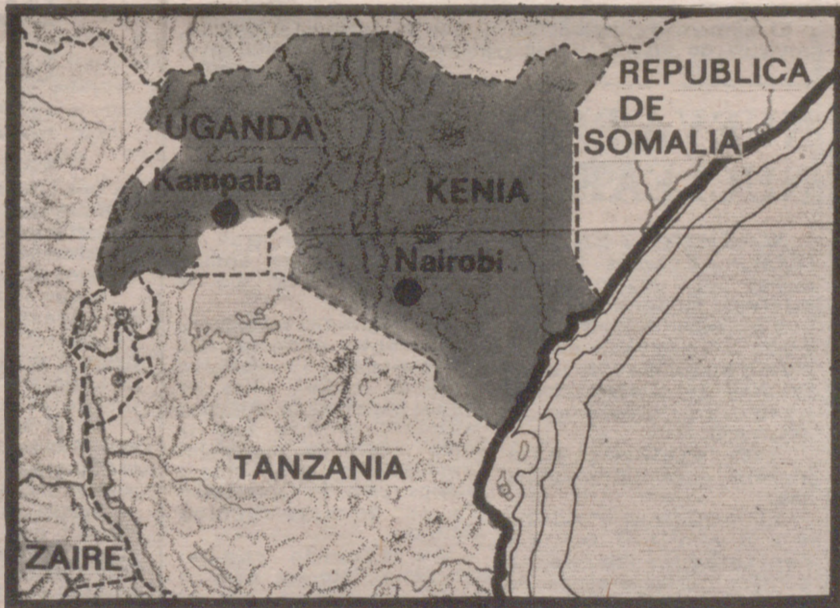 REPUBLICA
DE
SOMALIA
UGANDA
Kampala
KENIA
Nairobi
TANZANIA
ZAIRE